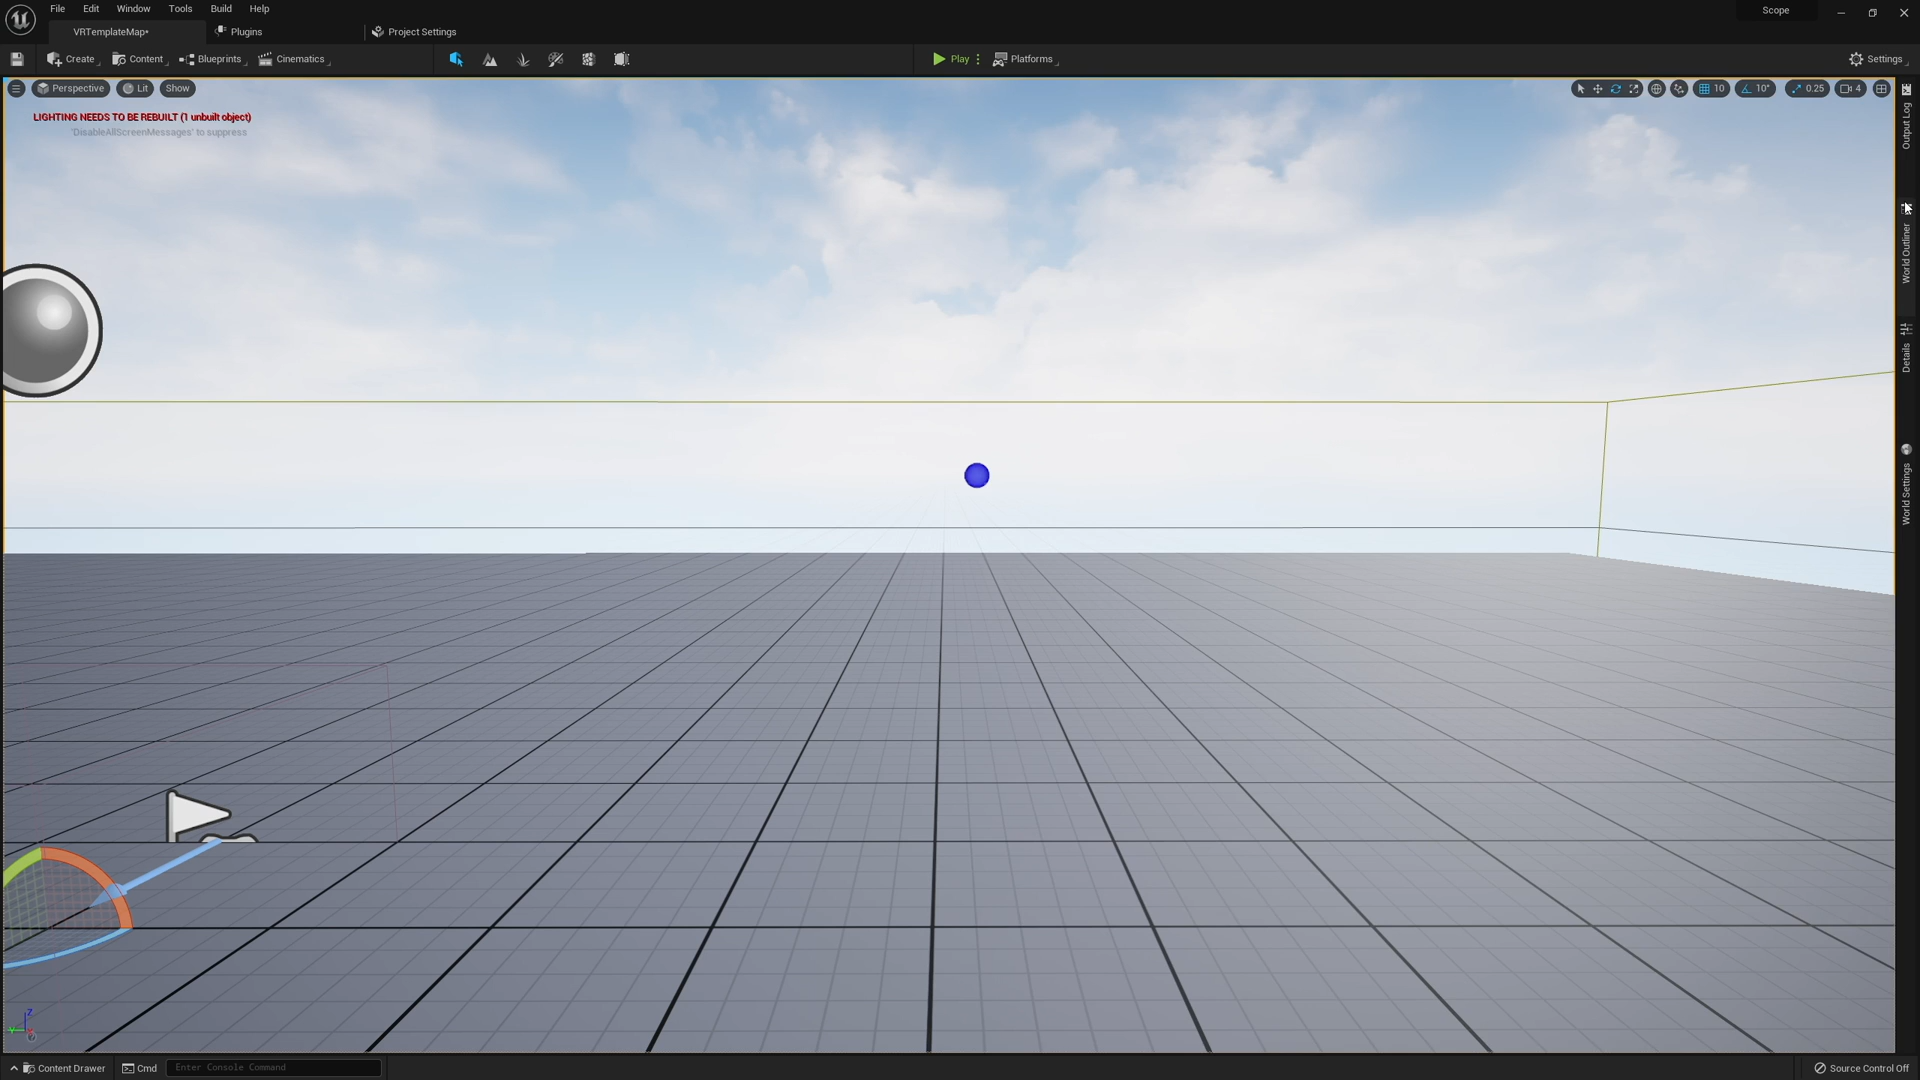 File Edit Window Tools Build Help
Scope
VRTemplateMap•
Plugins
Project Settings
Create
Content
Blueprints
Cinematics
Play
Platforms
Settings
Perspective
Lit
Show
10
10°
0.25
4
LIGHTING NEEDS TO BE REBUILT (1 unbuilt object)
'DisableAllScreenMessages' to suppress
Output Log
World Outliner
Details
World Settings
Z
Y
Content Drawer
Cmd
Enter Console Command
Source Control Off